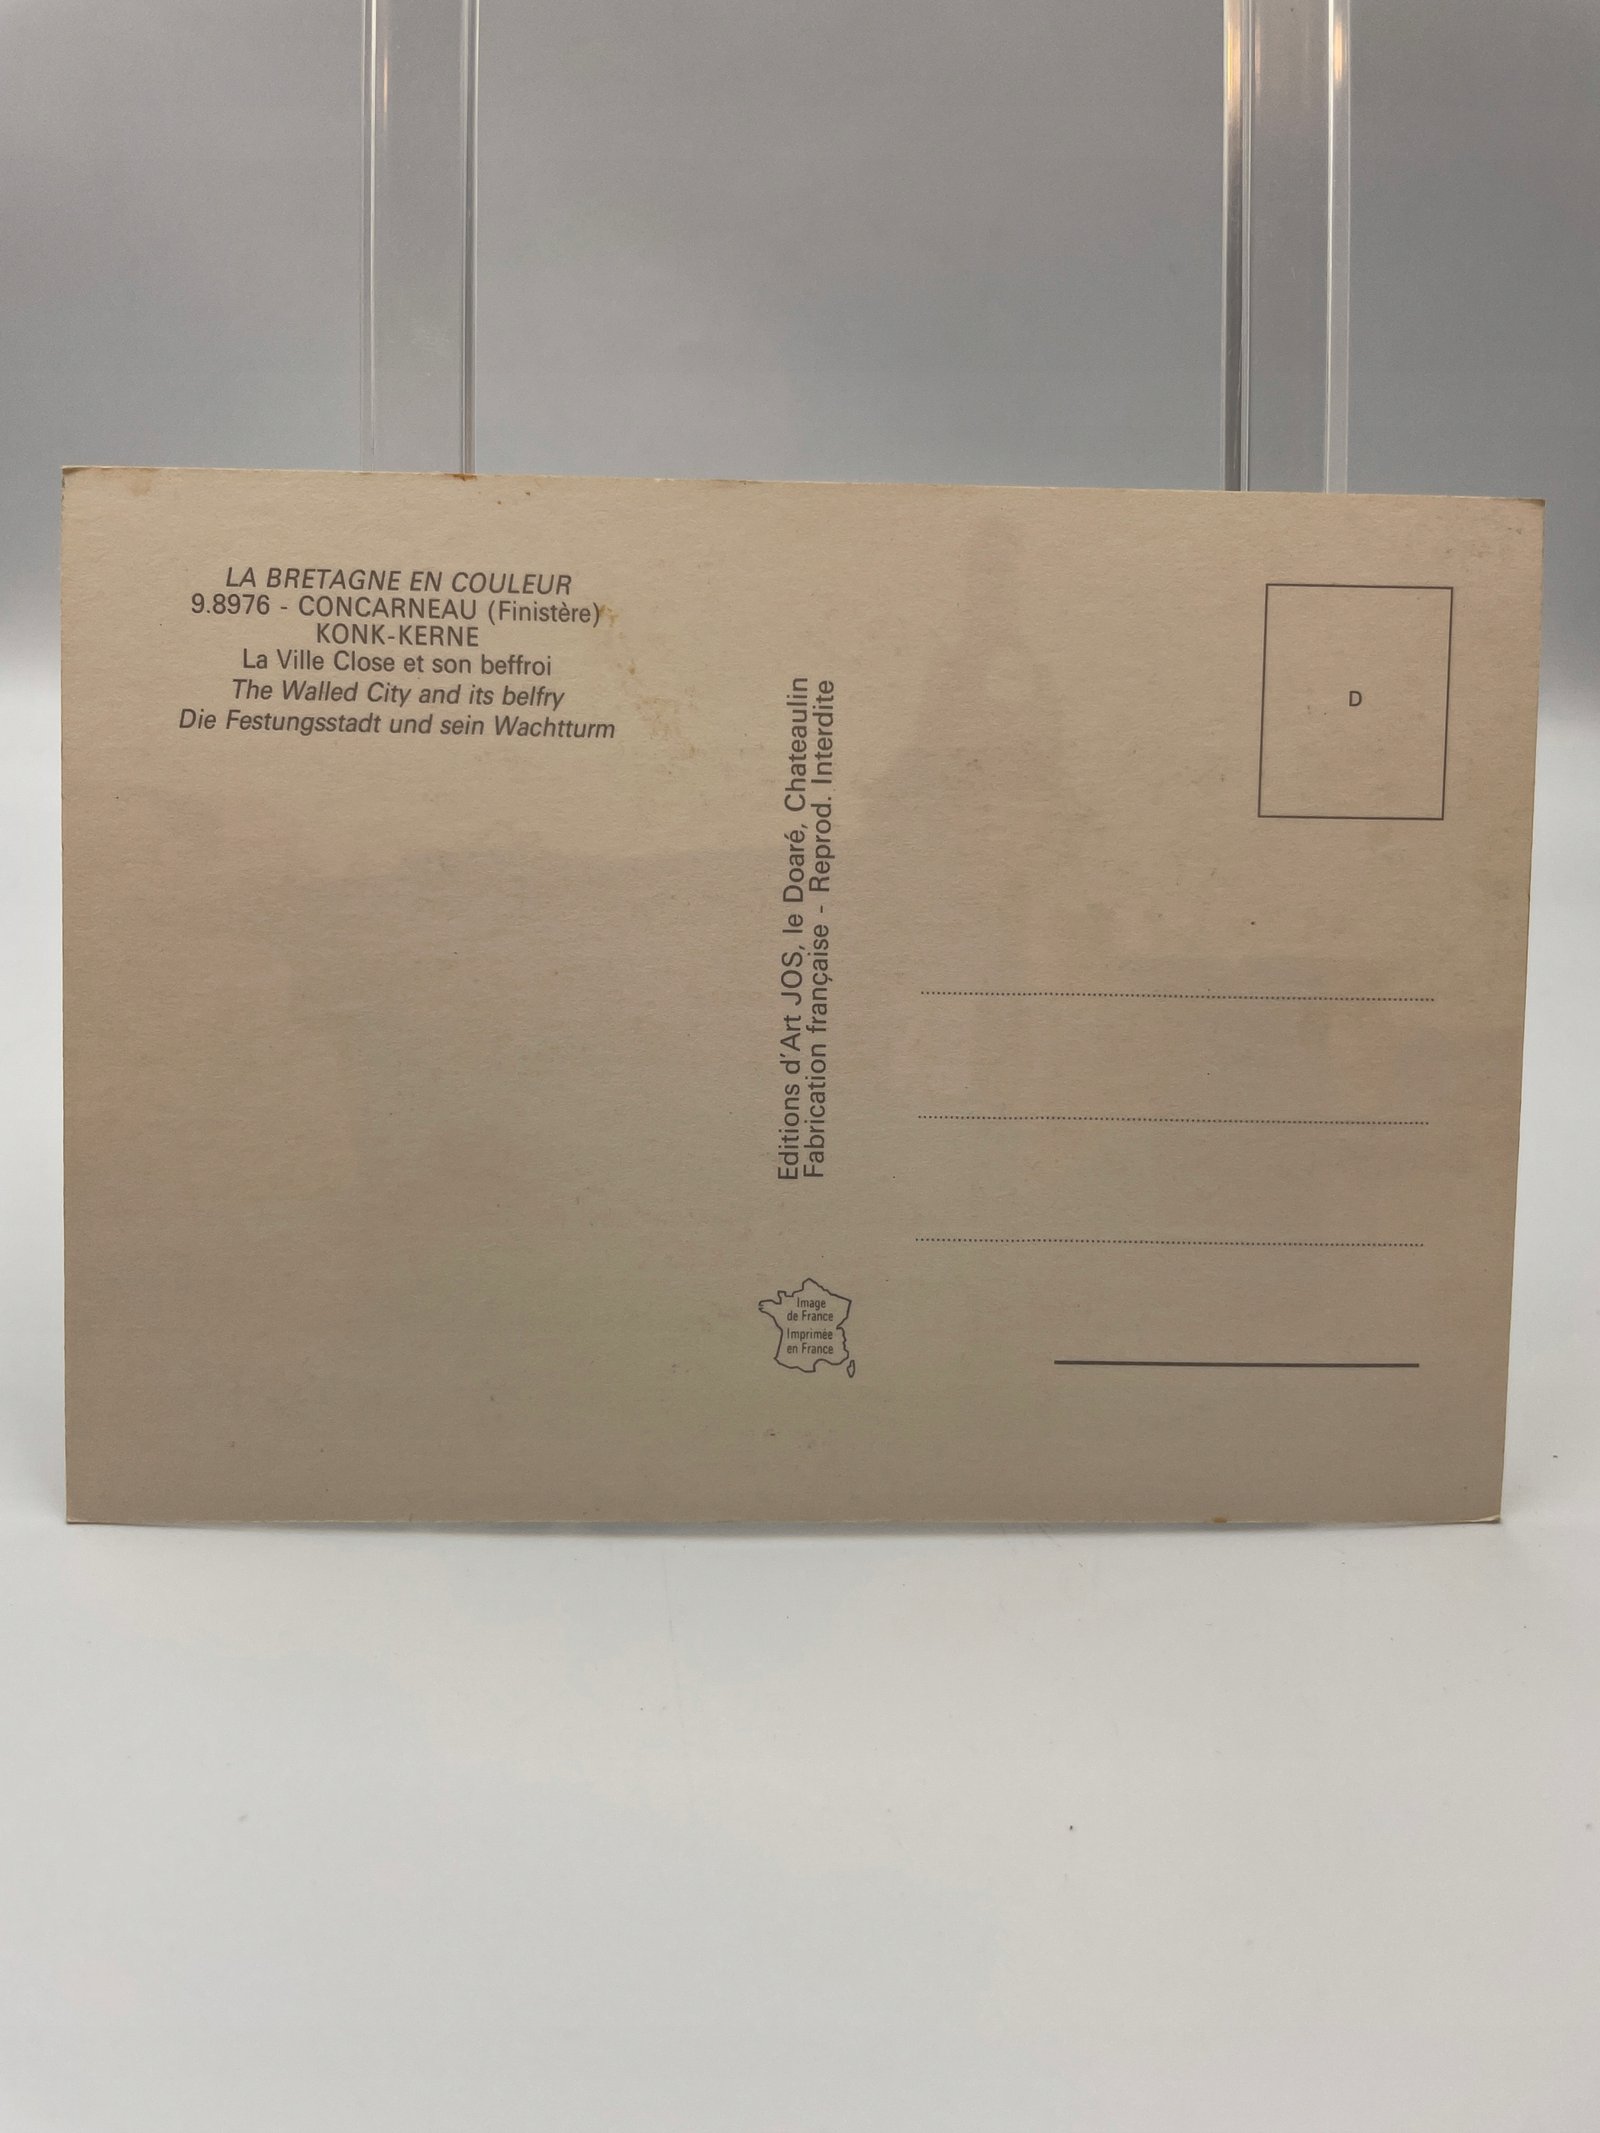 LA BRETAGNE EN COULEUR
9.8976 - CONCARNEAU (Finistère)
KONK-KERNE
La Ville Close et son beffroi
The Walled City and its belfry
Die Festungsstadt und sein Wachtturm
Editions d'Art JOS, le Doaré, Chateaulin
Fabrication française - Reprod. Interdite
D
Image
de France
Imprimée
en France